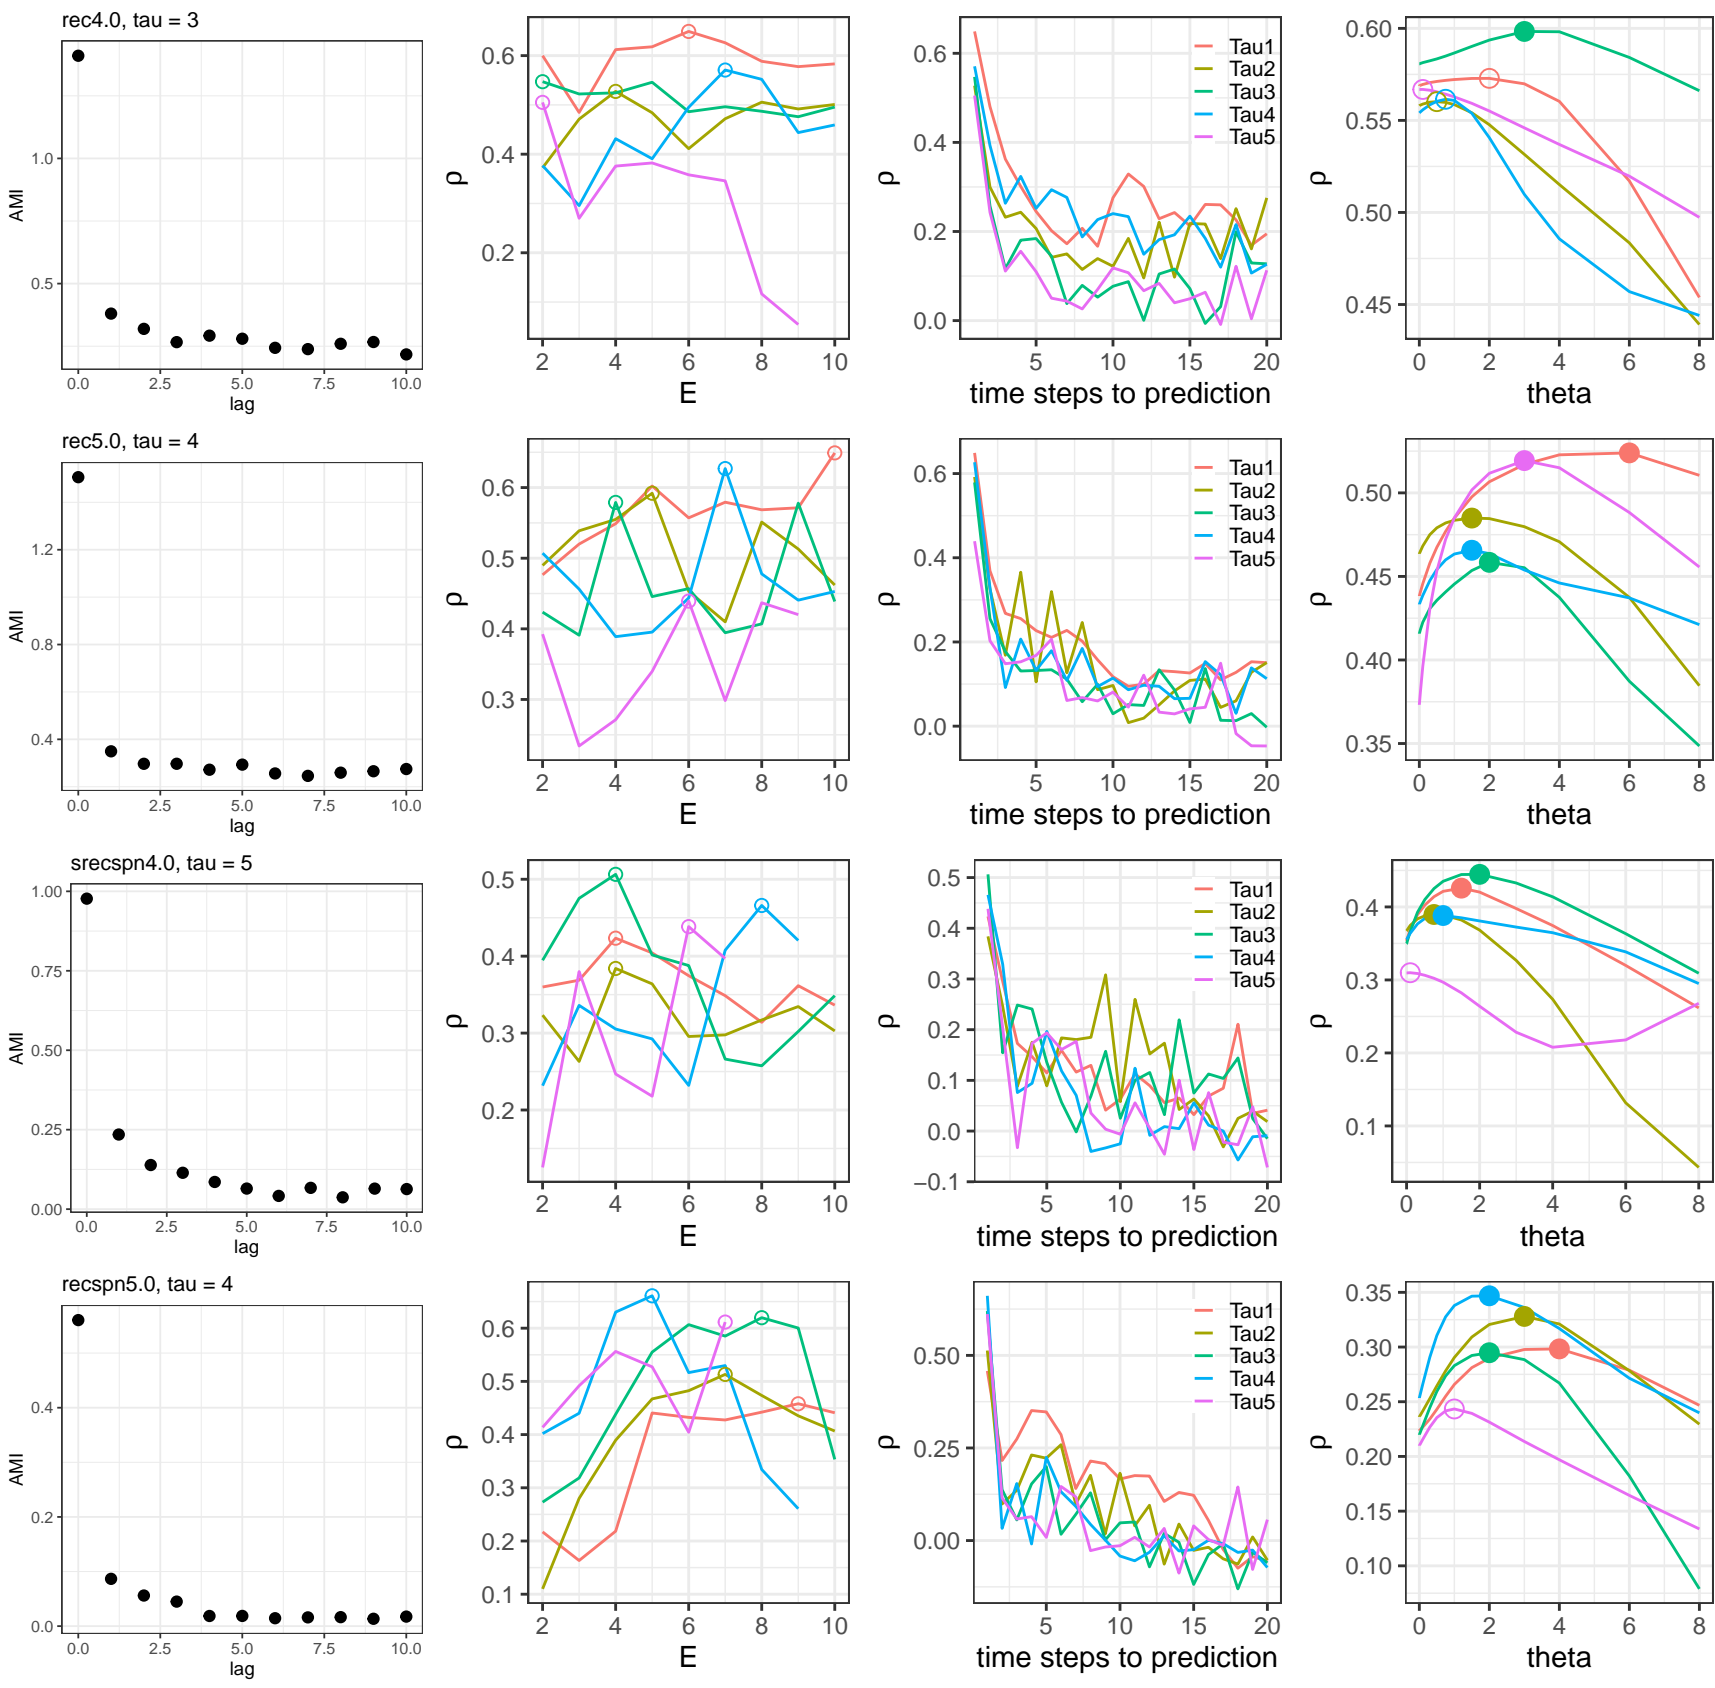 rec4.0, tau = 3
AMI
1.0
0.5
0.0 2.5 5.0 7.5 10.0
lag
ρ
0.6
0.4
0.2
2 4 6 8 10
E
ρ
0.6
0.4
0.2
0.0
Tau1
Tau2
Tau3
Tau4
Tau5
5 10 15 20
time steps to prediction
ρ
0.60
0.55
0.50
0.45
0 2 4 6 8
theta
rec5.0, tau = 4
AMI
1.2
0.8
0.4
0.0 2.5 5.0 7.5 10.0
lag
ρ
0.6
0.5
0.4
0.3
2 4 6 8 10
E
ρ
0.6
0.4
0.2
0.0
Tau1
Tau2
Tau3
Tau4
Tau5
5 10 15 20
time steps to prediction
ρ
0.50
0.45
0.40
0.35
0 2 4 6 8
theta
srecspn4.0, tau = 5
AMI
1.00
0.75
0.50
0.25
0.00
0.0 2.5 5.0 7.5 10.0
lag
ρ
0.5
0.4
0.3
0.2
2 4 6 8 10
E
ρ
0.5
0.4
0.3
0.2
0.1
0.0
−0.1
Tau1
Tau2
Tau3
Tau4
Tau5
5 10 15 20
time steps to prediction
ρ
0.4
0.3
0.2
0.1
0 2 4 6 8
theta
recspn5.0, tau = 4
AMI
0.4
0.2
0.0
0.0 2.5 5.0 7.5 10.0
lag
ρ
0.6
0.5
0.4
0.3
0.2
0.1
2 4 6 8 10
E
ρ
0.50
0.25
0.00
Tau1
Tau2
Tau3
Tau4
Tau5
5 10 15 20
time steps to prediction
ρ
0.35
0.30
0.25
0.20
0.15
0.10
0 2 4 6 8
theta